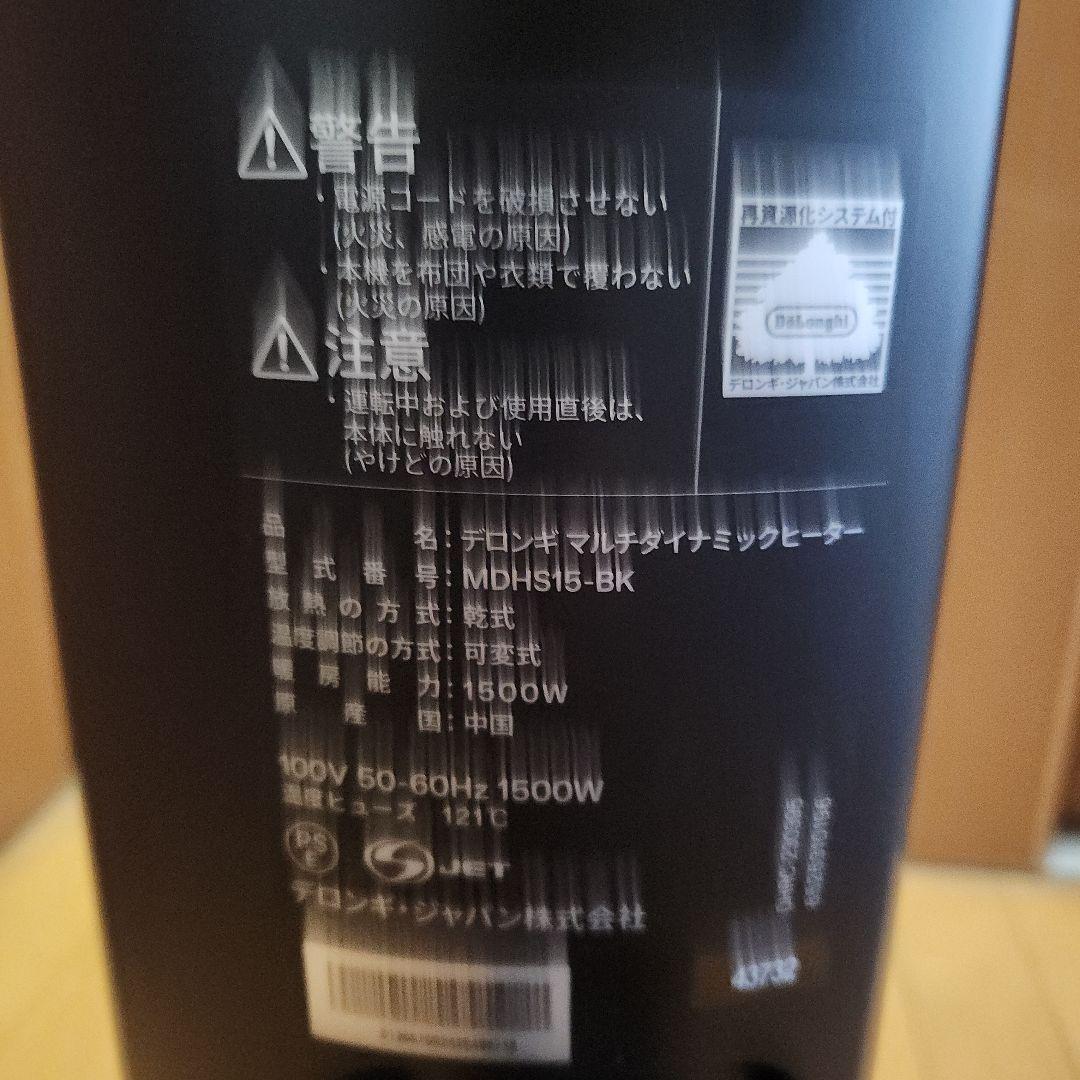 警告
・電源コードを破損させない
(火災、感電の原因)
・本機を布団や衣類で覆わない
(火災の原因)
注意
・運転中および使用直後は、
本体に触れない
(やけどの原因)
再資源化システム付
DeLonghi
デロンギ・ジャパン株式会社
品名：デロンギ マルチダイナミックヒーター
型式番号：MDHS15-BK
放熱の方式：乾式
温度調節の方式：可変式
暖房能力：1500W
原産国：中国
100V 50-60Hz 1500W
温度ヒューズ 121℃
PS
E
JET
デロンギ・ジャパン株式会社
43732